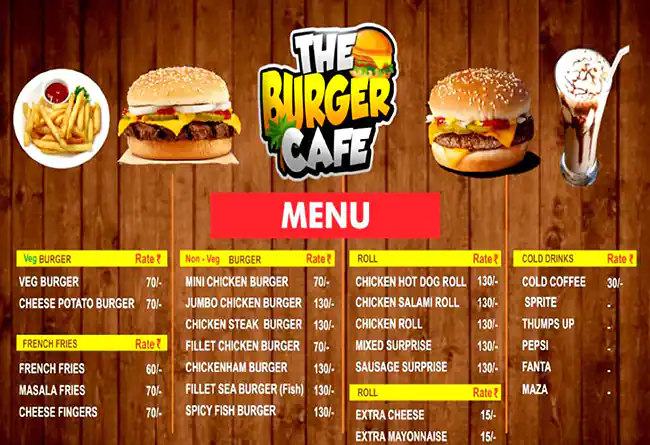 THE
BURGER
CAFE
MENU
Veg BURGER Rate ₹
VEG BURGER 70/-
CHEESE POTATO BURGER 70/-
FRENCH FRIES Rate ₹
FRENCH FRIES 60/-
MASALA FRIES 70/-
CHEESE FINGERS 70/-
Non - Veg BURGER Rate ₹
MINI CHICKEN BURGER 70/-
JUMBO CHICKEN BURGER 130/-
CHICKEN STEAK BURGER 130/-
FILLET CHICKEN BURGER 70/-
CHICKENHAM BURGER 130/-
FILLET SEA BURGER (Fish) 130/-
SPICY FISH BURGER 130/-
ROLL Rate ₹
CHICKEN HOT DOG ROLL 130/-
CHICKEN SALAMI ROLL 130/-
CHICKEN ROLL 130/-
MIXED SURPRISE 130/-
SAUSAGE SURPRISE 130/-
ROLL Rate ₹
EXTRA CHEESE 15/-
EXTRA MAYONNAISE 15/-
COLD DRINKS Rate ₹
COLD COFFEE 30/-
SPRITE -
THUMPS UP -
PEPSI -
FANTA -
MAZA -